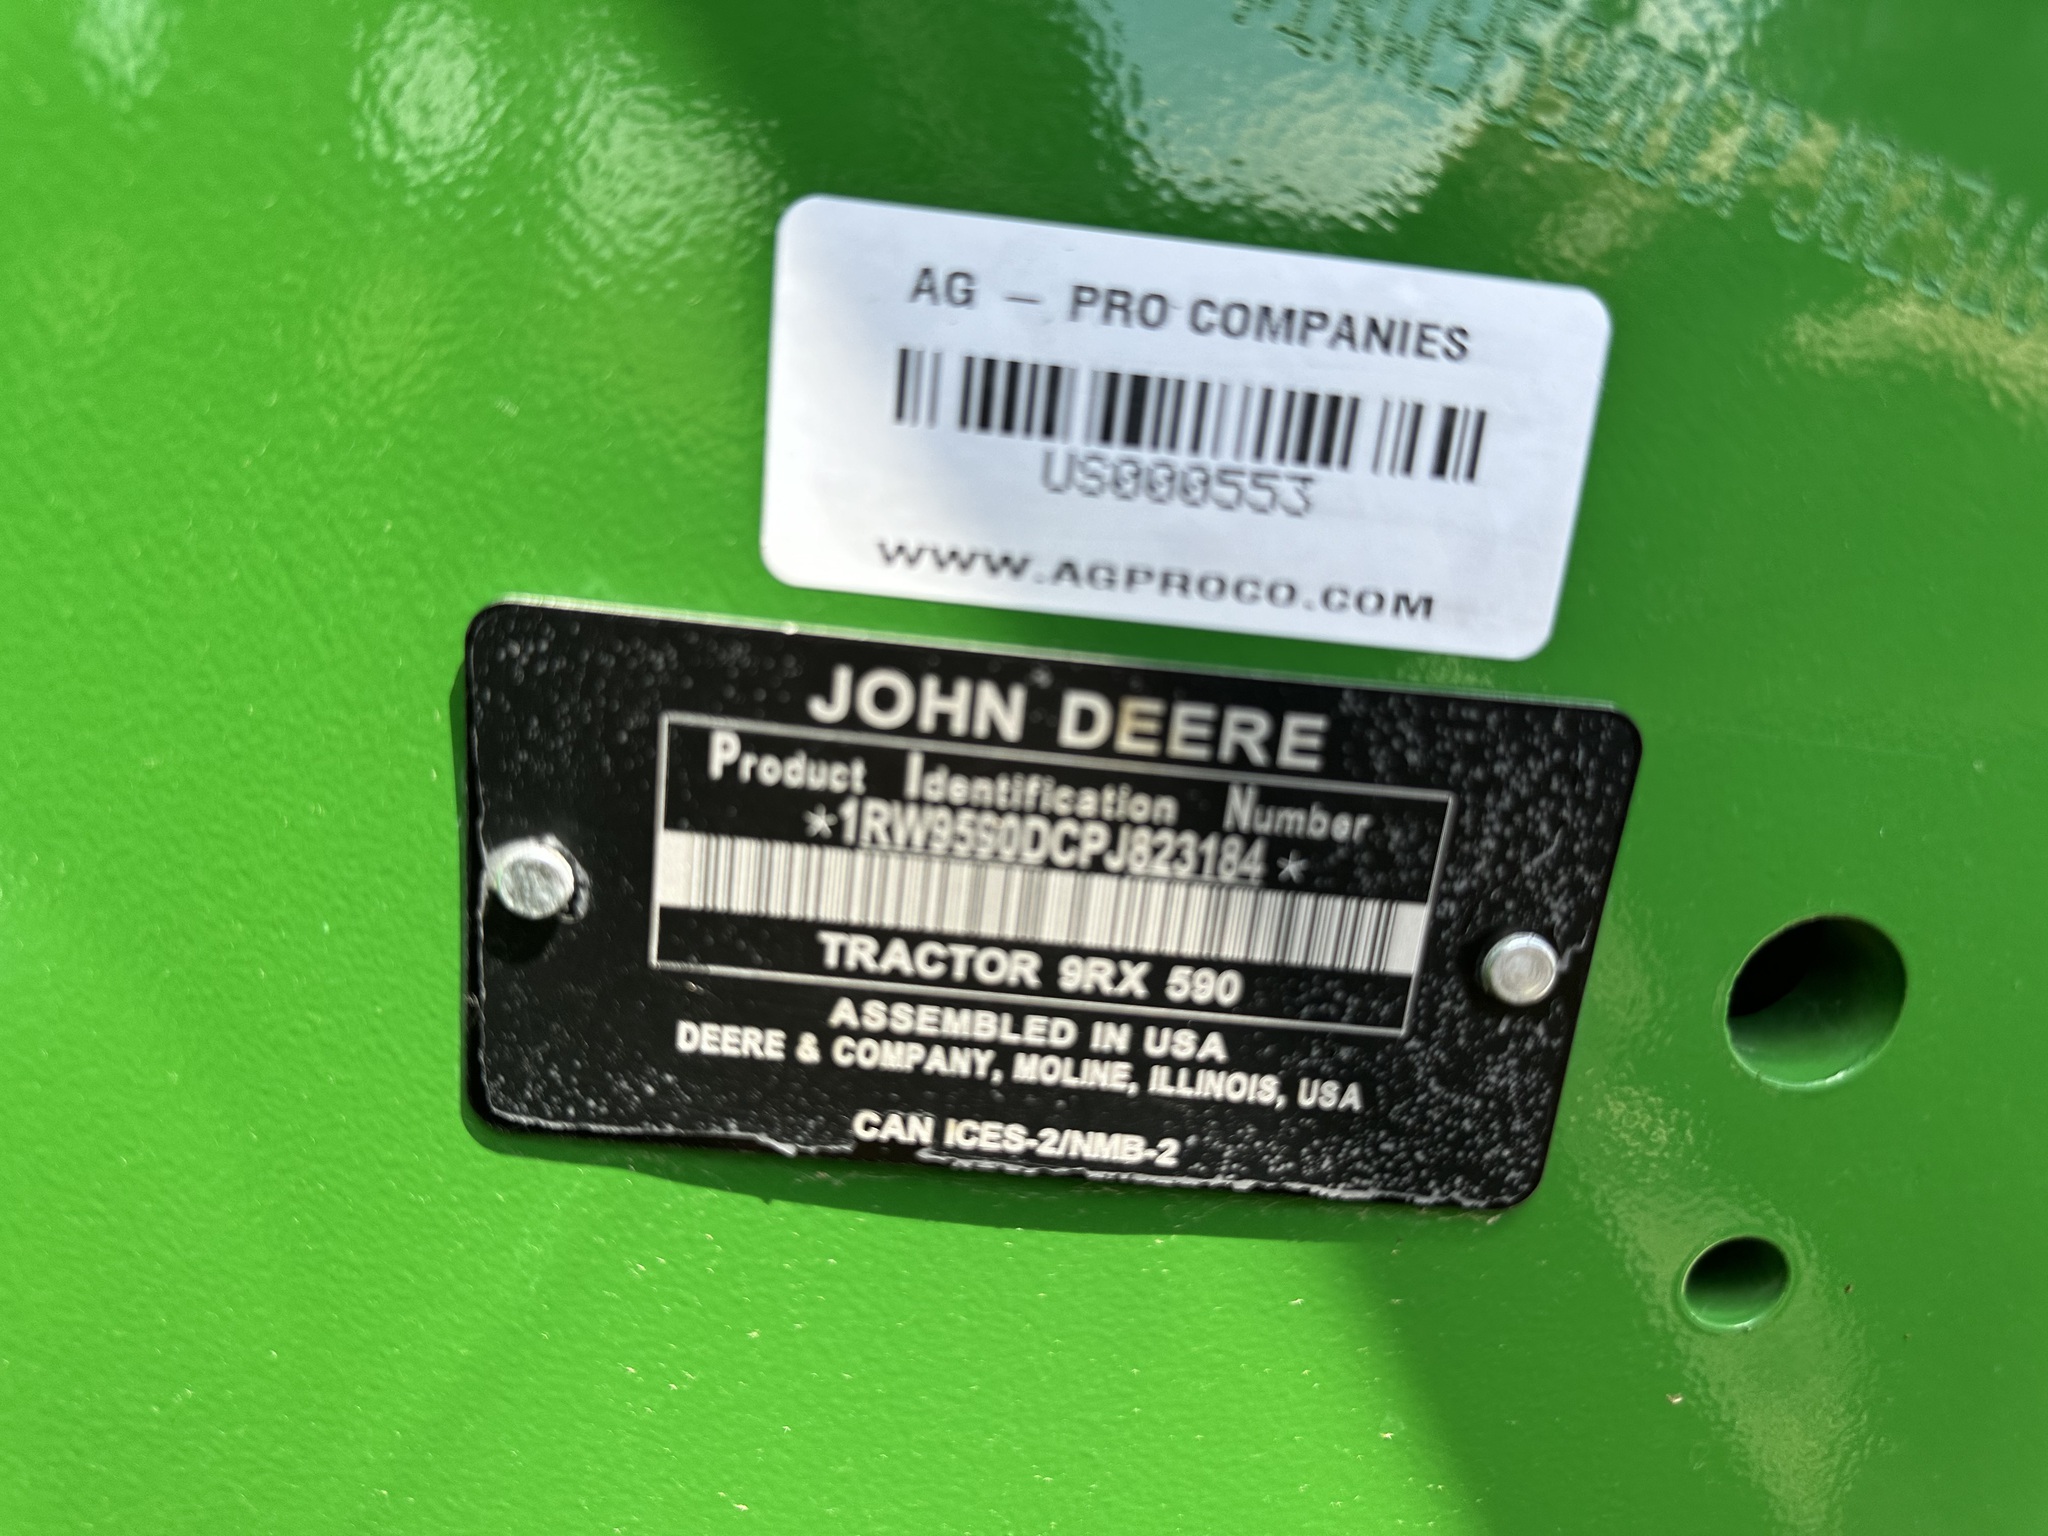 AG – PRO COMPANIES
US000553
WWW.AGPROCO.COM
JOHN DEERE
Product Identification Number
*1RW9590DCPJ823184*
TRACTOR 9RX 590
ASSEMBLED IN USA
DEERE & COMPANY, MOLINE, ILLINOIS, USA
CAN ICES-2/NMB-2